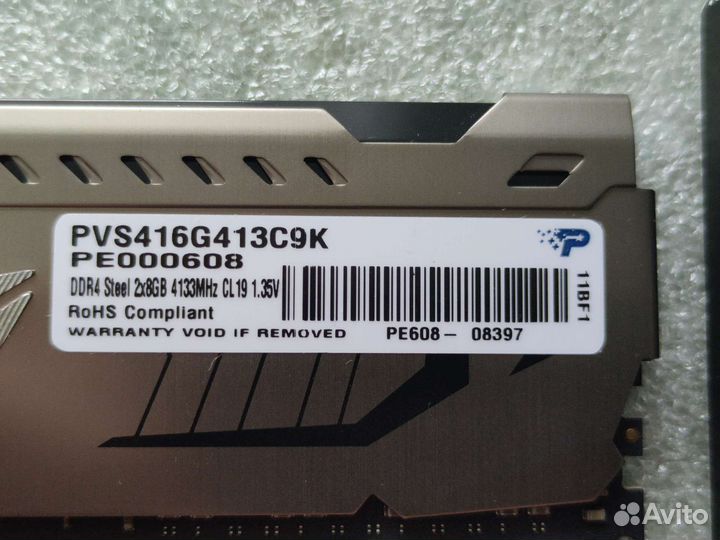 PVS416G413C9K
PE000608
DDR4 Steel 2x8GB 4133MHz CL19 1.35V
RoHS Compliant
WARRANTY VOID IF REMOVED
PE608- 08397
11BF1
P
Avito